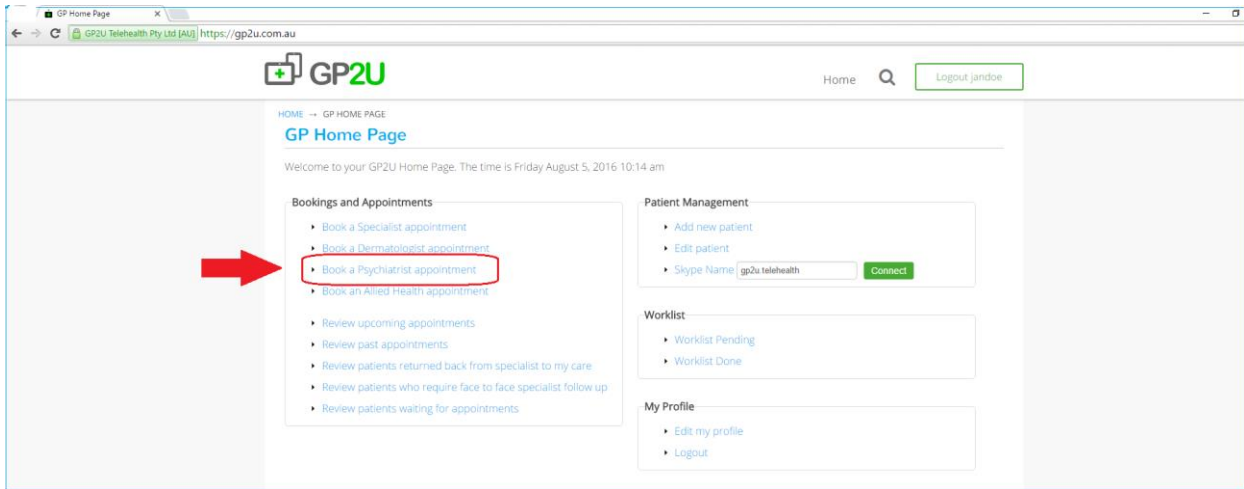 GP Home Page
GP2U Telehealth Pty Ltd [AU] https://gp2u.com.au
GP2U
Home
Logout jandoe
HOME → GP HOME PAGE
GP Home Page
Welcome to your GP2U Home Page. The time is Friday August 5, 2016 10:14 am
Bookings and Appointments
Book a Specialist appointment
Book a Dermatologist appointment
Book a Psychiatrist appointment
Book an Allied Health appointment
Review upcoming appointments
Review past appointments
Review patients returned back from specialist to my care
Review patients who require face to face specialist follow up
Review patients waiting for appointments
Patient Management
Add new patient
Edit patient
Skype Name gp2u.telehealth Connect
Worklist
Worklist Pending
Worklist Done
My Profile
Edit my profile
Logout